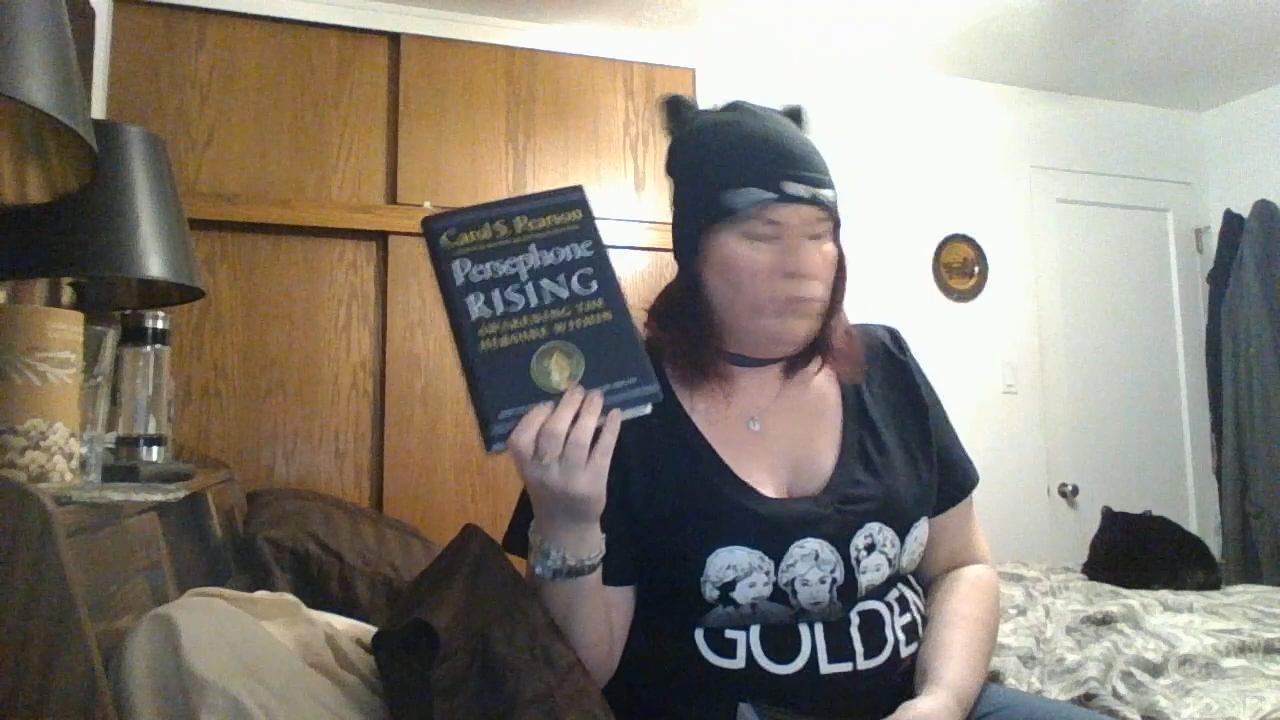 Carol S. Pearson
Persephone
RISING
AWAKENING THE
HEROINE WITHIN
GOLDEN